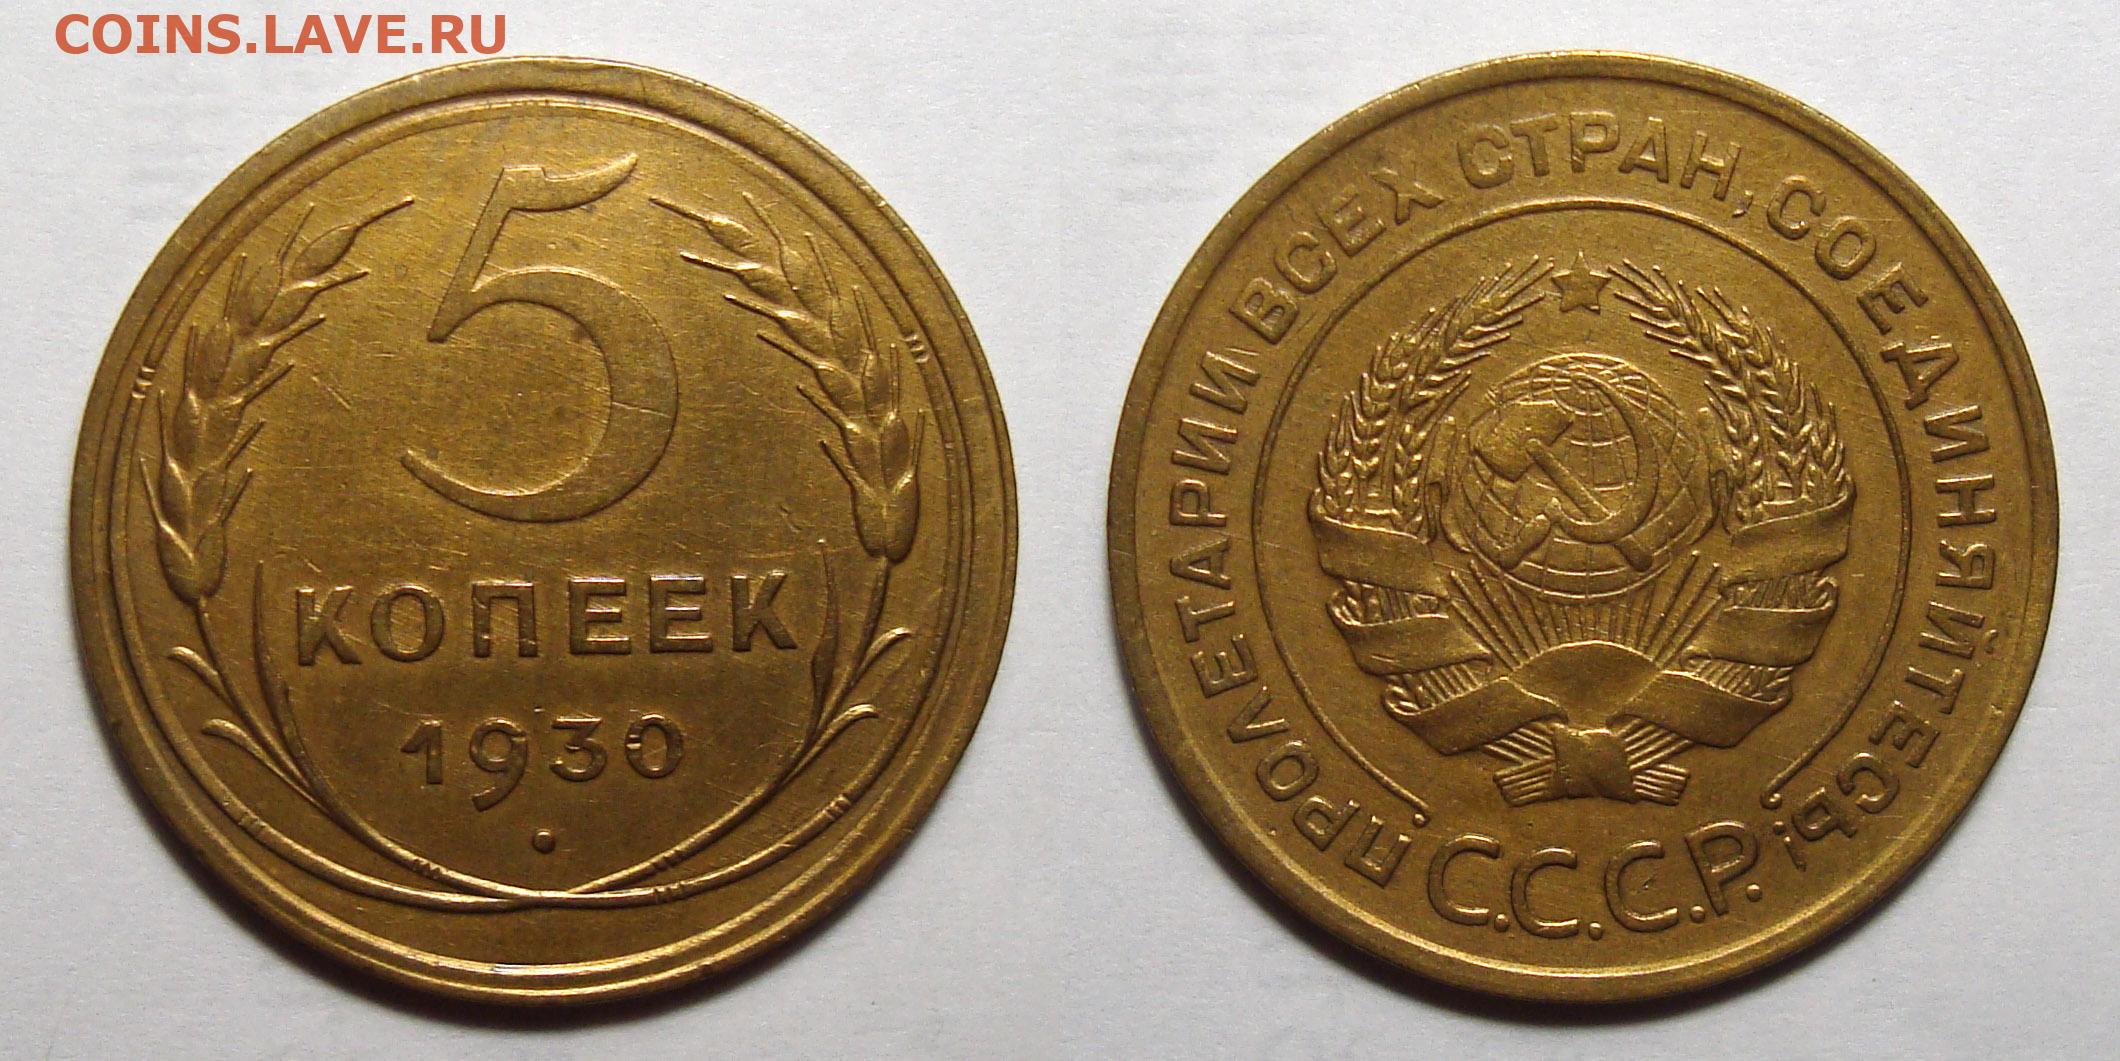 COINS.LAVE.RU
5
КОПЕЕК
1930
ПРОЛЕТАРИИ ВСЕХ СТРАН, СОЕДИНЯЙТЕСЬ!
С.С.С.Р.